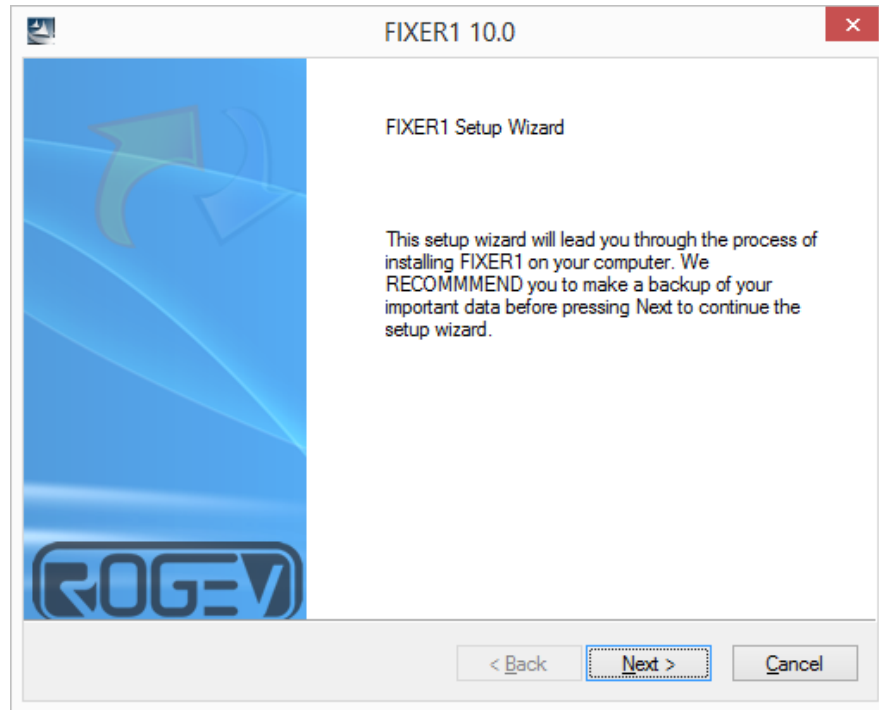 FIXER1 10.0
FIXER1 Setup Wizard
This setup wizard will lead you through the process of
installing FIXER1 on your computer. We
RECOMMMEND you to make a backup of your
important data before pressing Next to continue the
setup wizard.
ROGEV
< Back Next > Cancel